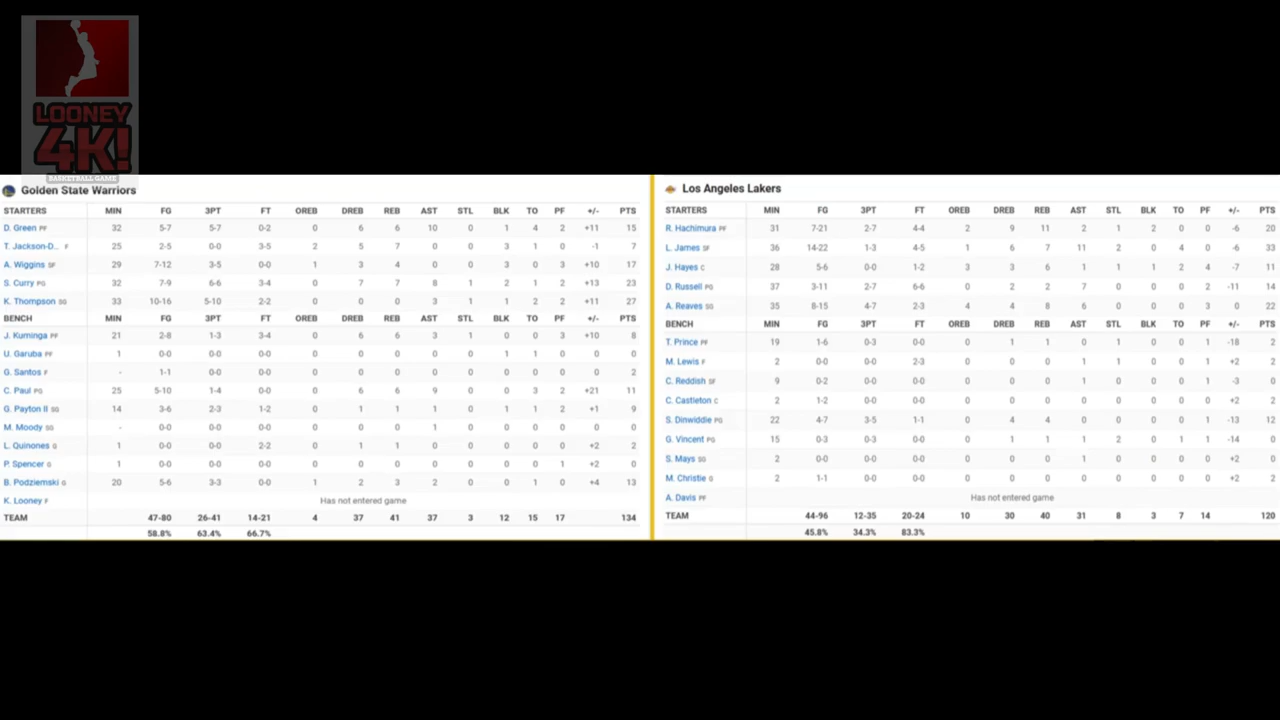 LOONEY
4K!
BASKETBALL GAME
Golden State Warriors
STARTERS MIN FG 3PT FT OREB DREB REB AST STL BLK TO PF +/- PTS
D. Green PF 32 5-7 5-7 0-2 0 6 6 10 0 1 4 2 +11 15
T. Jackson-D... F 25 2-5 0-0 3-5 2 5 7 0 0 3 1 0 -1 7
A. Wiggins SF 29 7-12 3-5 0-0 1 3 4 0 0 3 0 3 +10 17
S. Curry PG 32 7-9 6-6 3-4 0 7 7 8 1 2 1 2 +13 23
K. Thompson SG 33 10-16 5-10 2-2 0 0 0 3 1 1 2 2 +11 27
BENCH MIN FG 3PT FT OREB DREB REB AST STL BLK TO PF +/- PTS
J. Kuminga PF 21 2-8 1-3 3-4 0 6 6 3 1 0 0 3 +10 8
U. Garuba PF 1 0-0 0-0 0-0 0 0 0 0 0 1 1 0 0 0
G. Santos F - 1-1 0-0 0-0 0 0 0 0 0 0 0 0 0 2
C. Paul PG 25 5-10 1-4 0-0 0 6 6 9 0 0 3 2 +21 11
G. Payton II SG 14 3-6 2-3 1-2 0 1 1 1 0 1 1 2 +1 9
M. Moody SG - 0-0 0-0 0-0 0 0 0 1 0 0 0 0 0 0
L. Quinones G 1 0-0 0-0 2-2 0 1 1 0 0 0 0 0 +2 2
P. Spencer G 1 0-0 0-0 0-0 0 0 0 0 0 0 0 1 +2 0
B. Podziemski G 20 5-6 3-3 0-0 1 2 3 2 0 0 1 0 +4 13
K. Looney F Has not entered game
TEAM 47-80 26-41 14-21 4 37 41 37 3 12 15 17 134
58.8% 63.4% 66.7%
Los Angeles Lakers
STARTERS MIN FG 3PT FT OREB DREB REB AST STL BLK TO PF +/- PTS
R. Hachimura PF 31 7-21 2-7 4-4 2 9 11 2 1 2 0 0 -6 20
L. James SF 36 14-22 1-3 4-5 1 6 7 11 2 0 4 0 -6 33
J. Hayes C 28 5-6 0-0 1-2 3 3 6 1 1 1 2 4 -7 11
D. Russell PG 37 3-11 2-7 6-6 0 2 2 7 0 0 0 2 -11 14
A. Reaves SG 35 8-15 4-7 2-3 4 4 8 6 0 0 0 3 0 22
BENCH MIN FG 3PT FT OREB DREB REB AST STL BLK TO PF +/- PTS
T. Prince PF 19 1-6 0-3 0-0 0 1 1 0 1 0 0 1 -18 2
M. Lewis F 2 0-0 0-0 2-3 0 0 0 1 1 0 0 1 +2 2
C. Reddish SF 9 0-2 0-0 0-0 0 0 0 1 0 0 0 1 -3 0
C. Castleton C 2 1-2 0-0 0-0 0 0 0 0 0 0 0 0 +2 2
S. Dinwiddie PG 22 4-7 3-5 1-1 0 4 4 0 0 0 0 1 -13 12
G. Vincent PG 15 0-3 0-3 0-0 0 1 1 1 2 0 1 1 -14 0
S. Mays SG 2 0-0 0-0 0-0 0 0 0 1 0 0 0 0 +2 0
M. Christie G 2 1-1 0-0 0-0 0 0 0 0 0 0 0 0 +2 2
A. Davis PF Has not entered game
TEAM 44-96 12-35 20-24 10 30 40 31 8 3 7 14 120
45.8% 34.3% 83.3%